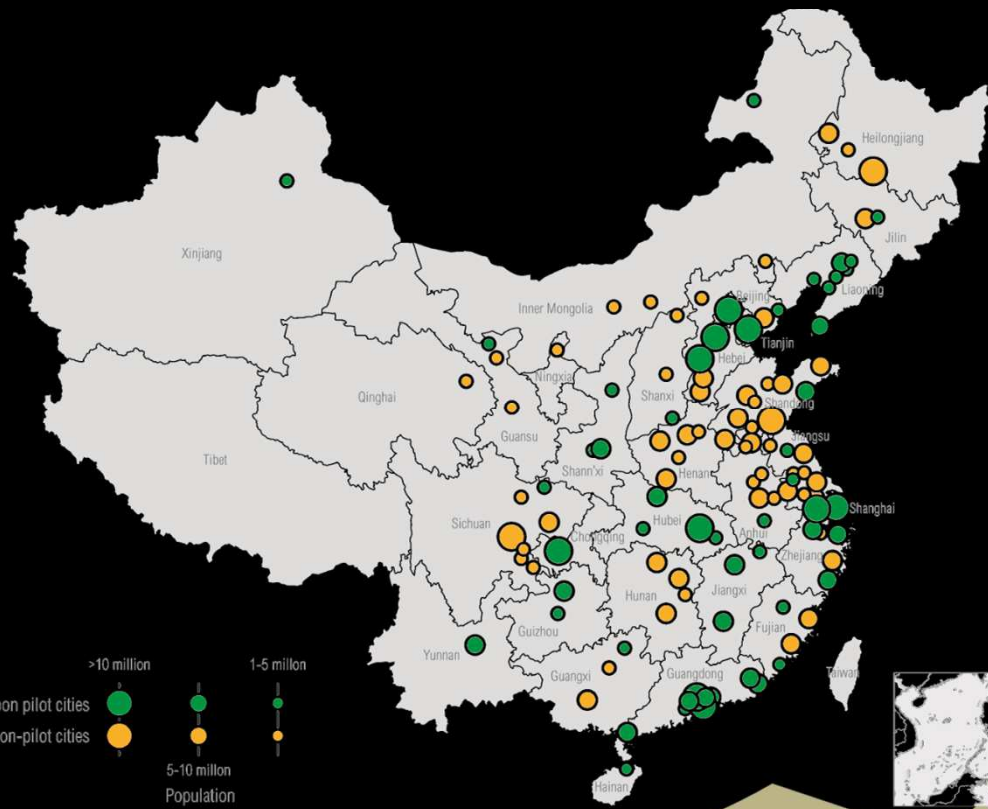 Heilongjiang
Jilin
Xinjiang
Liaoning
Beijing
Inner Mongolia
Tianjin
Hebei
Ningxia
Shanxi
Qinghai
Shandong
Guansu
Jiangsu
Shann'xi
Henan
Tibet
Shanghai
Hubei
Sichuan
Anhui
Chongqing
Zhejiang
Jiangxi
Hunan
Guizhou
Fujian
Yunnan
Guangxi
Guangdong
Taiwan
Hainan
>10 million 1-5 millon
pilot cities
on-pilot cities
5-10 millon
Population